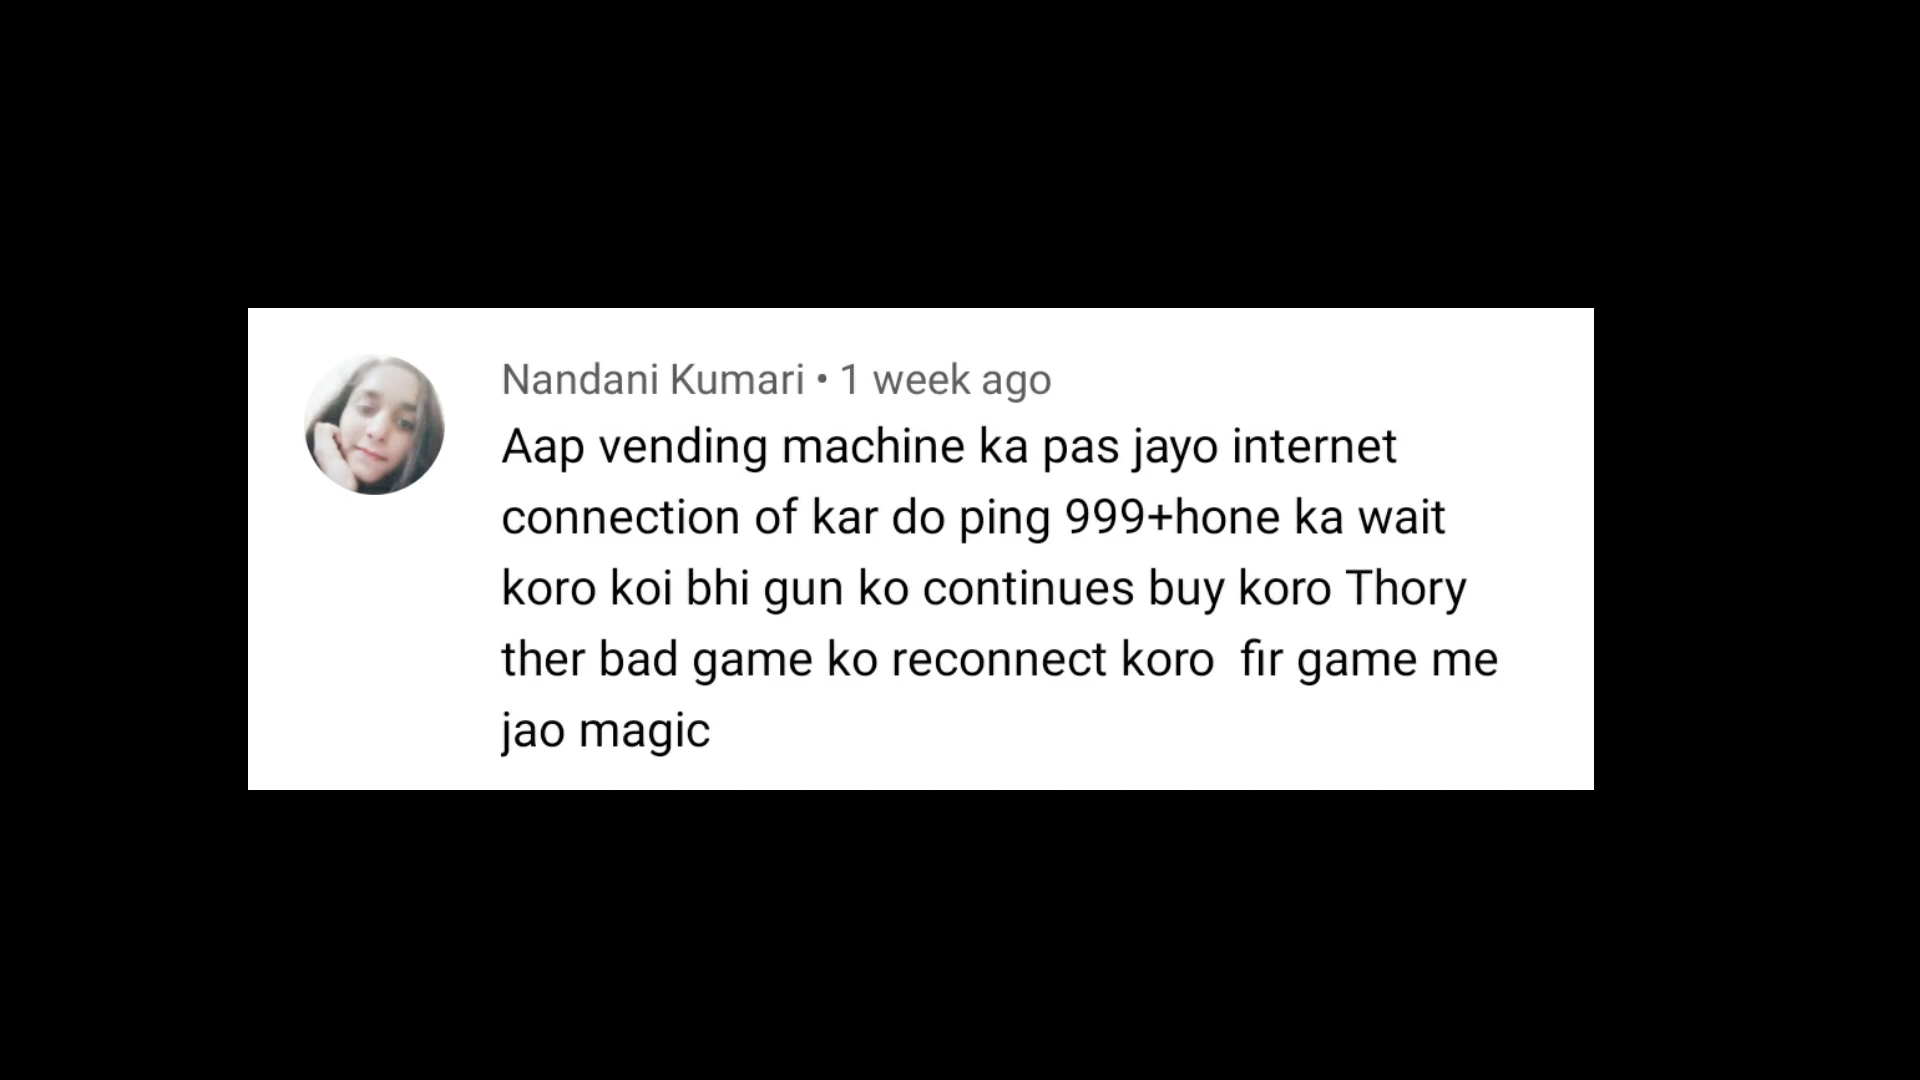 Nandani Kumari • 1 week ago
Aap vending machine ka pas jayo internet
connection of kar do ping 999+hone ka wait
koro koi bhi gun ko continues buy koro Thory
ther bad game ko reconnect koro  fir game me
jao magic